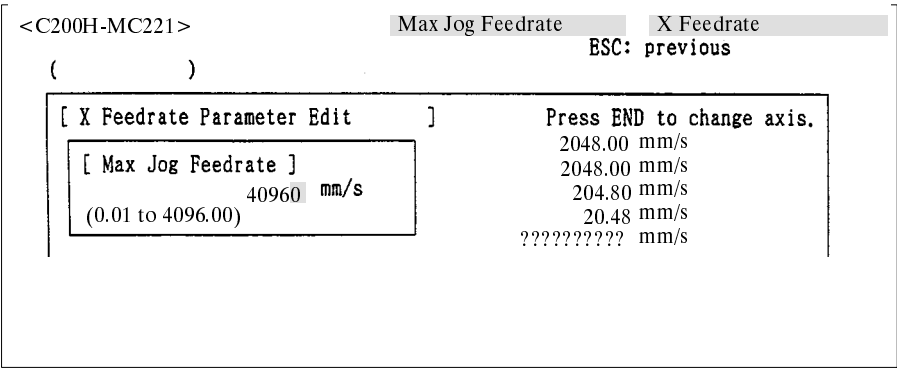 <C200H-MC221> Max Jog Feedrate X Feedrate
ESC: previous
( )
[ X Feedrate Parameter Edit ] Press END to change axis.
2048.00 mm/s
[ Max Jog Feedrate ] 2048.00 mm/s
40960 mm/s 204.80 mm/s
(0.01 to 4096.00) 20.48 mm/s
?????????? mm/s